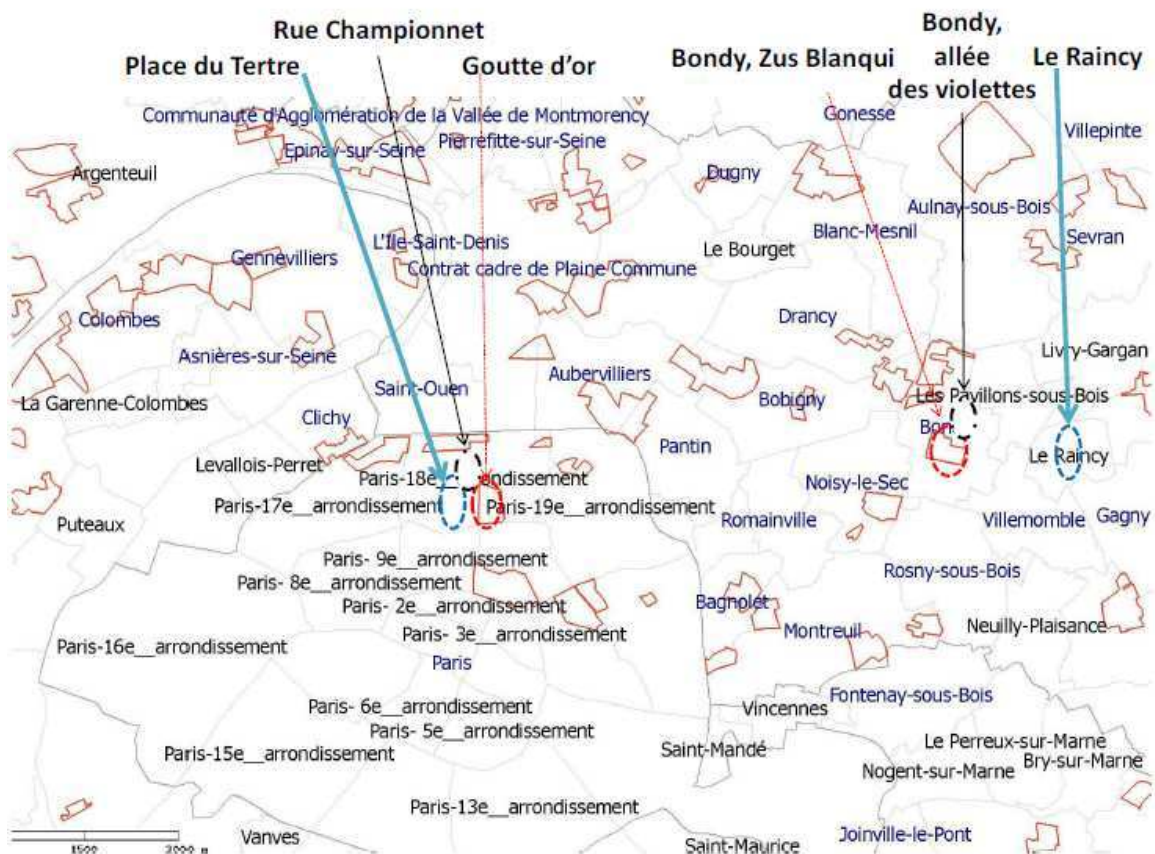 Rue Championnet
Place du Tertre
Goutte d'or
Bondy, Zus Blanqui
Bondy,
allée
des violettes
Le Raincy
Communauté d'Agglomération de la Vallée de Montmorency
Gonesse
Villepinte
Epinay-sur-Seine
Pierrefitte-sur-Seine
Argenteuil
Dugny
Aulnay-sous-Bois
Blanc-Mesnil
Sevran
L'Ile-Saint-Denis
Le Bourget
Gennevilliers
Contrat cadre de Plaine Commune
Colombes
Drancy
Asnières-sur-Seine
Livry-Gargan
Aubervilliers
Saint-Ouen
La Garenne-Colombes
Bobigny
Les Pavillons-sous-Bois
Clichy
Bon
Pantin
Levallois-Perret
Le Raincy
Paris-18e__ ondissement
Noisy-le-Sec
Paris-17e__arrondissement
Paris-19e__arrondissement
Puteaux
Romainville
Villemomble
Gagny
Paris- 9e__arrondissement
Paris- 8e__arrondissement
Rosny-sous-Bois
Paris- 2e__arrondissement
Bagnolet
Paris- 3e__arrondissement
Montreuil
Neuilly-Plaisance
Paris-16e__arrondissement
Paris
Fontenay-sous-Bois
Paris- 6e__arrondissement
Vincennes
Paris- 5e__arrondissement
Paris-15e__arrondissement
Saint-Mandé
Le Perreux-sur-Marne
Bry-sur-Marne
Nogent-sur-Marne
Paris-13e__arrondissement
Vanves
Saint-Maurice
Joinville-le-Pont
1500 2000 m